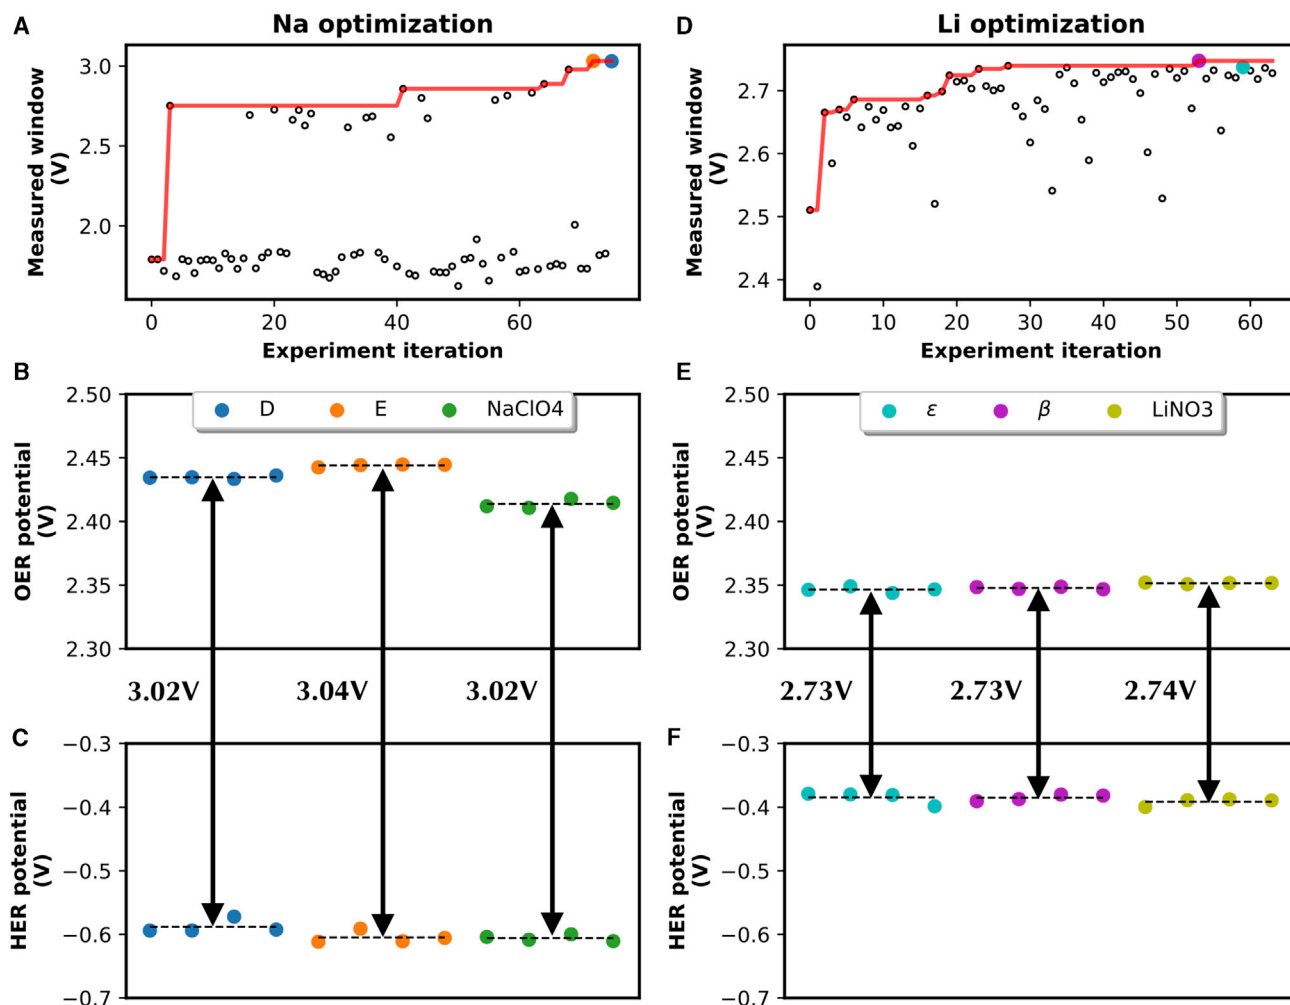 A
Na optimization
Measured window
(V)
3.0
2.5
2.0
0
20
40
60
Experiment iteration
D
Li optimization
Measured window
(V)
2.7
2.6
2.5
2.4
0
10
20
30
40
50
60
Experiment iteration
B
OER potential
(V)
2.50
2.45
2.40
2.35
2.30
D
E
NaClO4
3.02V
3.04V
3.02V
C
HER potential
(V)
−0.3
−0.4
−0.5
−0.6
−0.7
E
OER potential
(V)
2.50
2.45
2.40
2.35
2.30
ε
β
LiNO3
2.73V
2.73V
2.74V
F
HER potential
(V)
−0.3
−0.4
−0.5
−0.6
−0.7